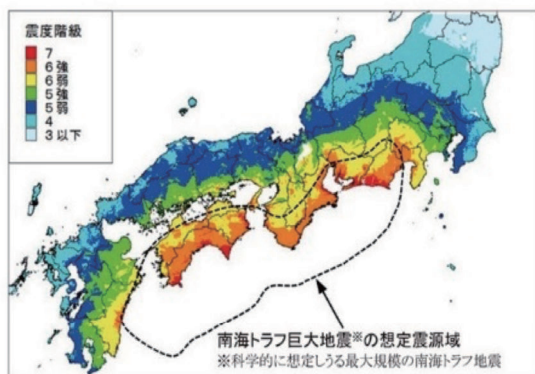 震度階級
7
6強
6弱
5強
5弱
4
3以下
南海トラフ巨大地震※の想定震源域
※科学的に想定しうる最大規模の南海トラフ地震